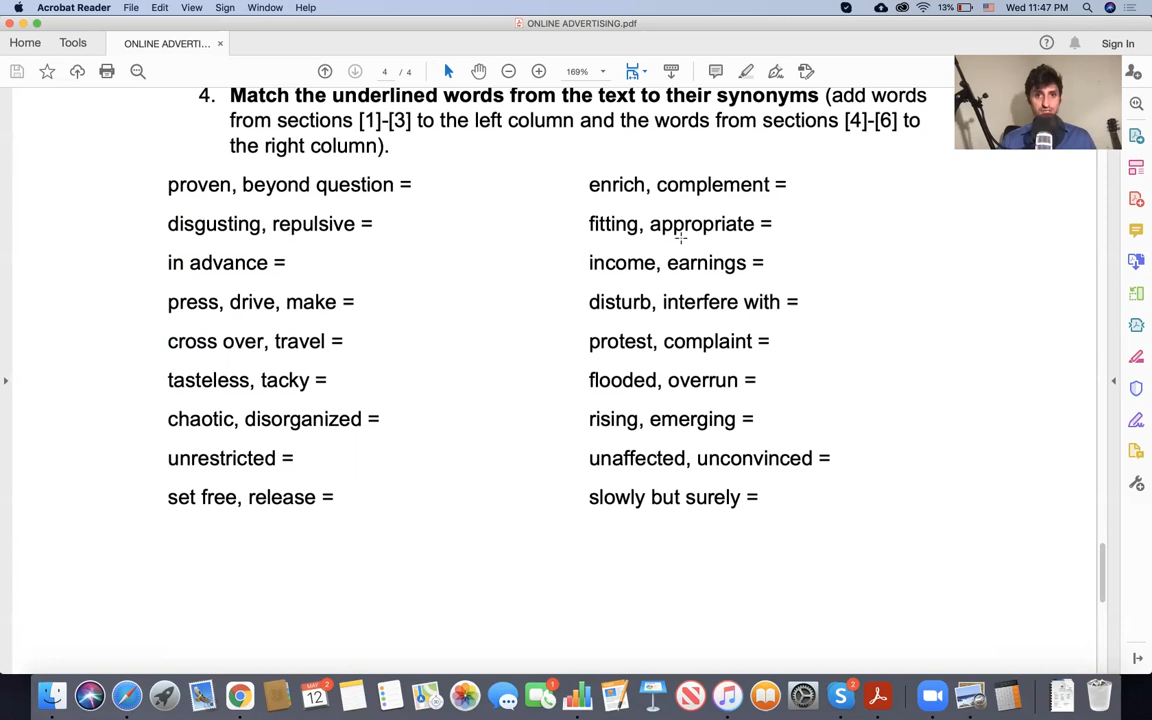 Acrobat Reader File Edit View Sign Window Help 13% Wed 11:47 PM
ONLINE ADVERTISING.pdf
Home Tools ONLINE ADVERTI... × Sign In
4 / 4 169%
4. Match the underlined words from the text to their synonyms (add words
from sections [1]-[3] to the left column and the words from sections [4]-[6] to
the right column).
proven, beyond question =
disgusting, repulsive =
in advance =
press, drive, make =
cross over, travel =
tasteless, tacky =
chaotic, disorganized =
unrestricted =
set free, release =
enrich, complement =
fitting, appropriate =
income, earnings =
disturb, interfere with =
protest, complaint =
flooded, overrun =
rising, emerging =
unaffected, unconvinced =
slowly but surely =
MAY 2
12
1
2